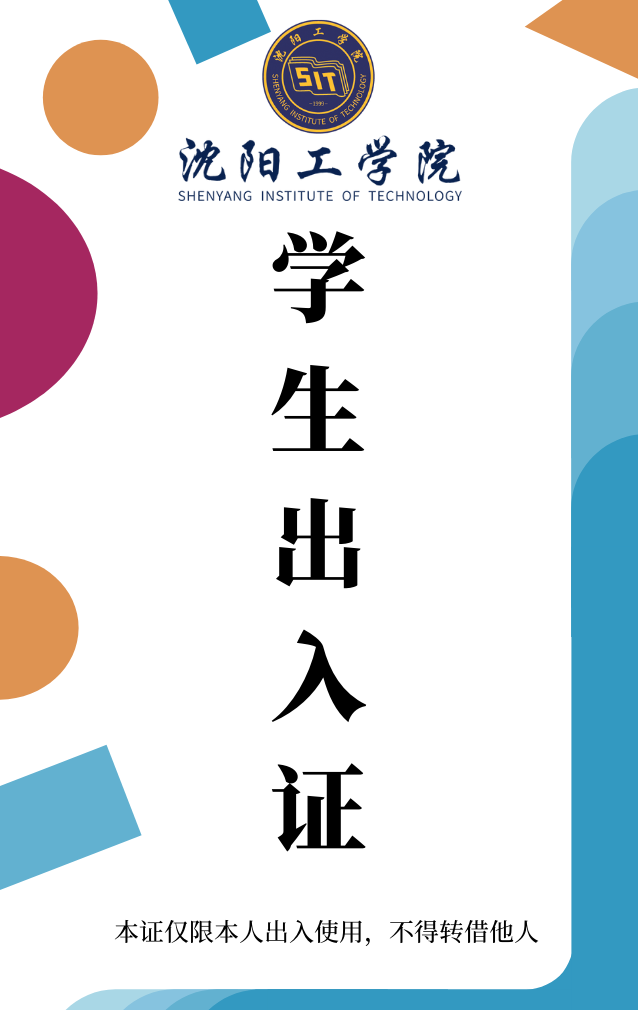 沈阳工学院
SIT
1999
SHENYANG INSTITUTE OF TECHNOLOGY
沈阳工学院
SHENYANG INSTITUTE OF TECHNOLOGY
学
生
出
入
证
本证仅限本人出入使用，不得转借他人